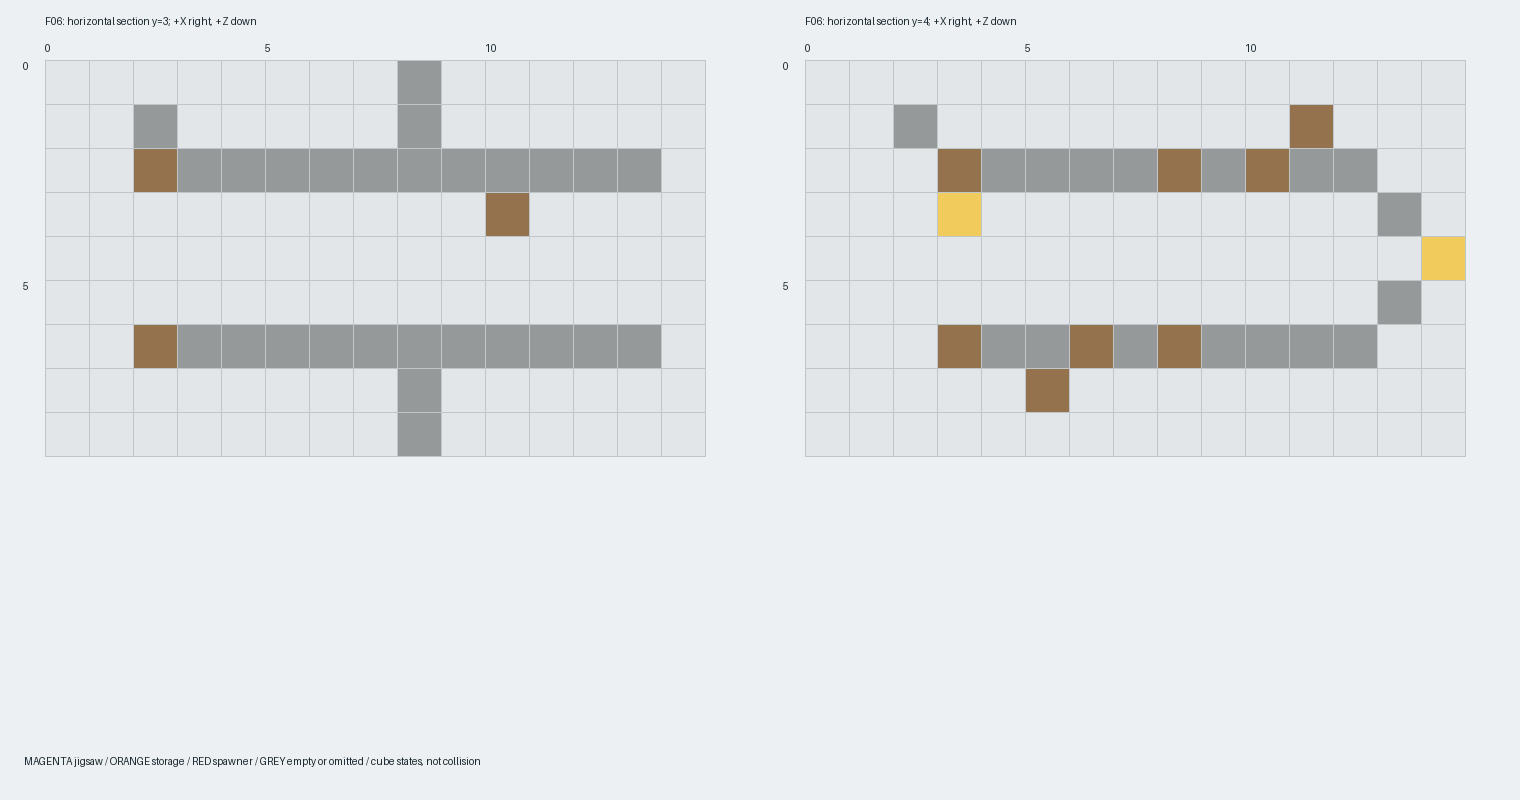 F06: horizontal section y=3; +X right, +Z down
F06: horizontal section y=4; +X right, +Z down
0 5 10
0 5 10
0
0
5
5
MAGENTA jigsaw / ORANGE storage / RED spawner / GREY empty or omitted / cube states, not collision